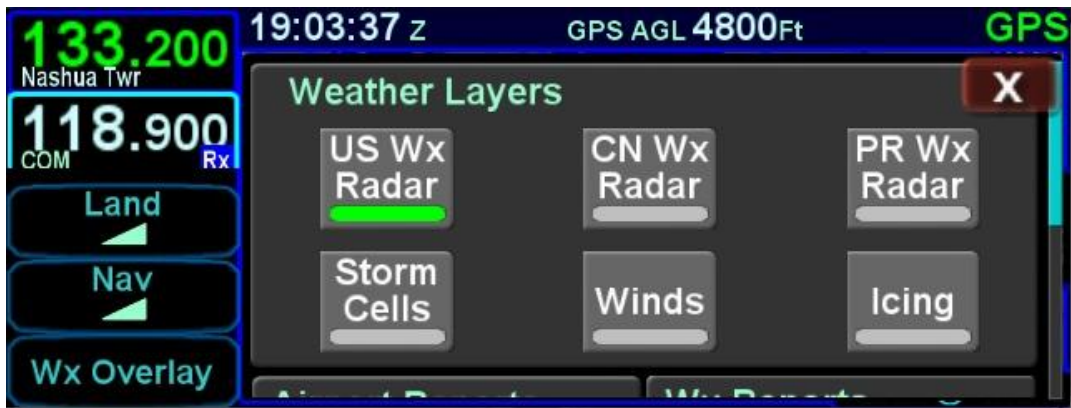 133.200
Nashua Twr
118.900
COM Rx
Land
Nav
Wx Overlay
19:03:37 Z GPS AGL 4800Ft GPS
Weather Layers X
US Wx Radar
CN Wx Radar
PR Wx Radar
Storm Cells
Winds
Icing